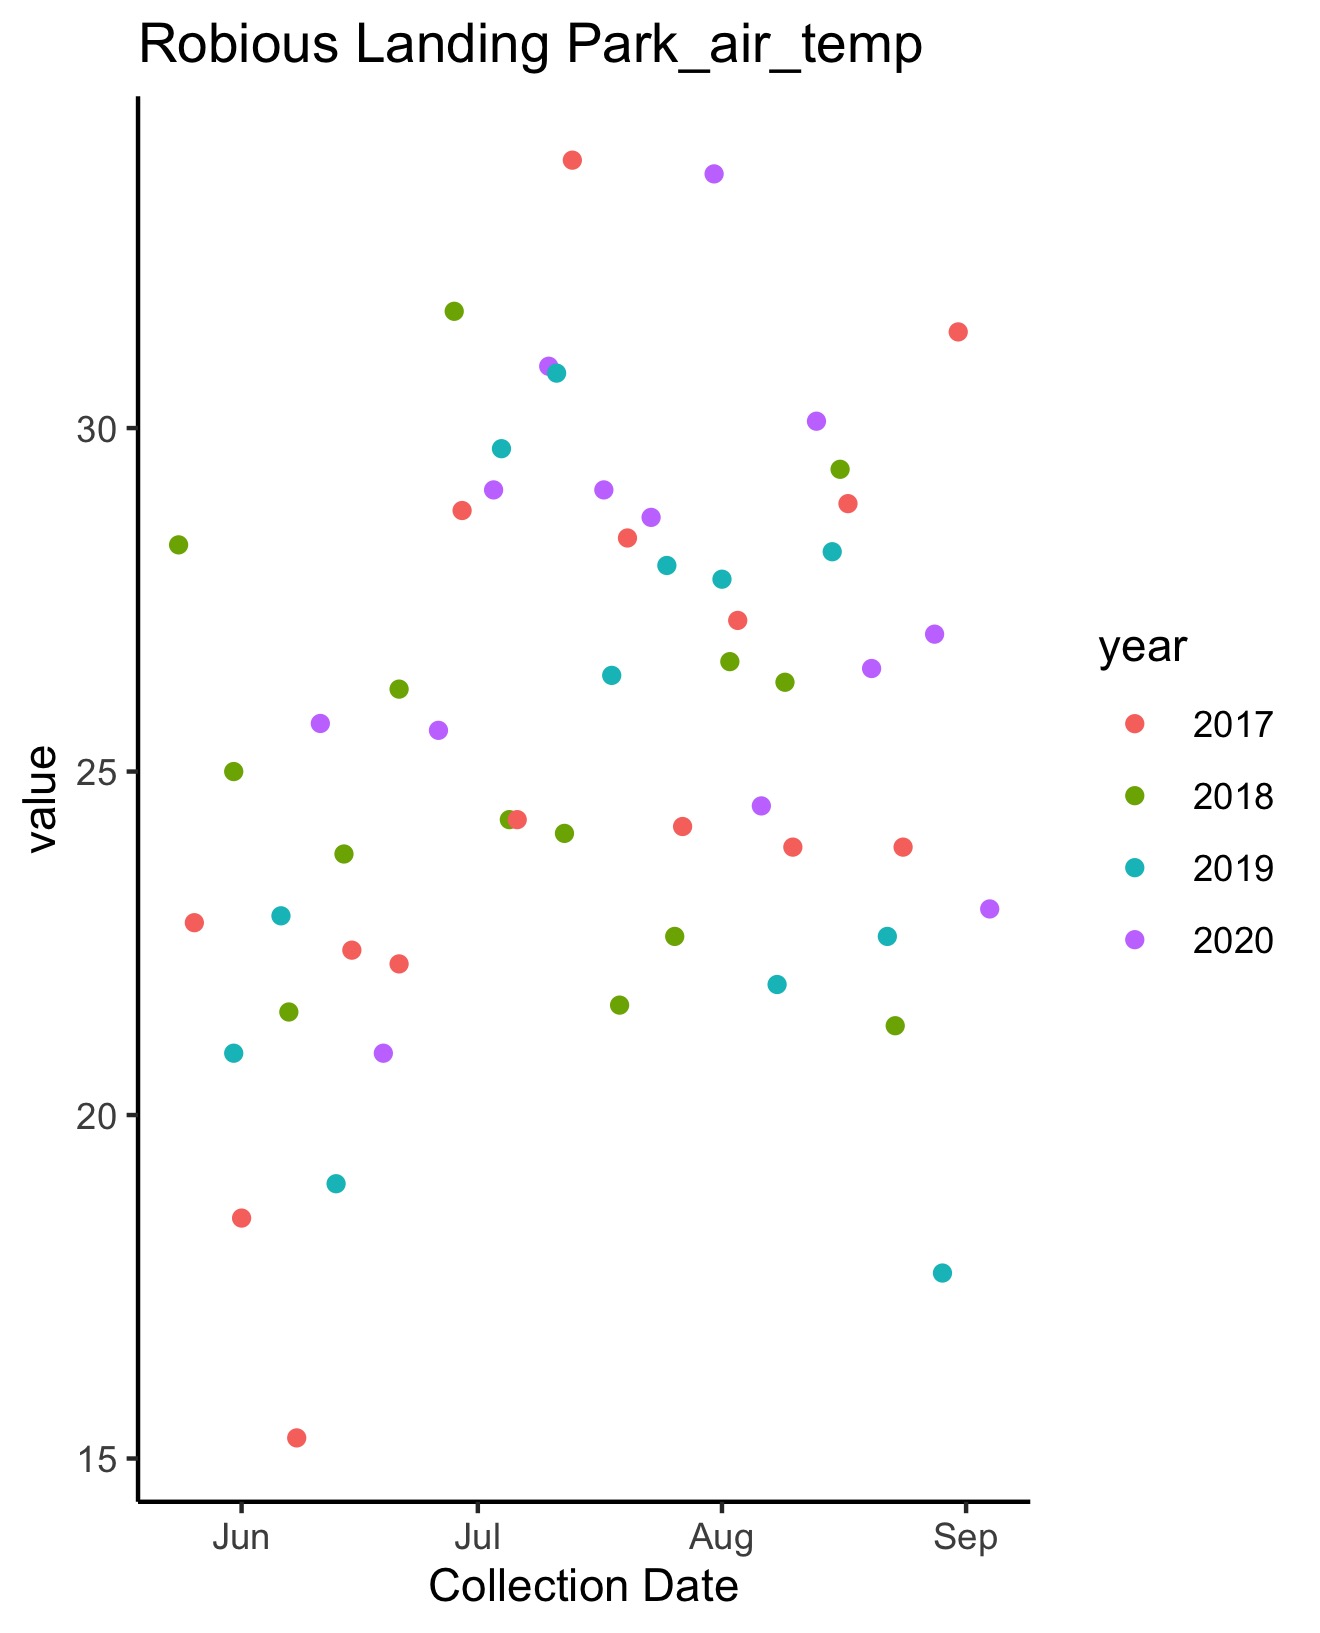 Robious Landing Park_air_temp
value
30
25
20
15
Jun Jul Aug Sep
Collection Date
year
2017
2018
2019
2020